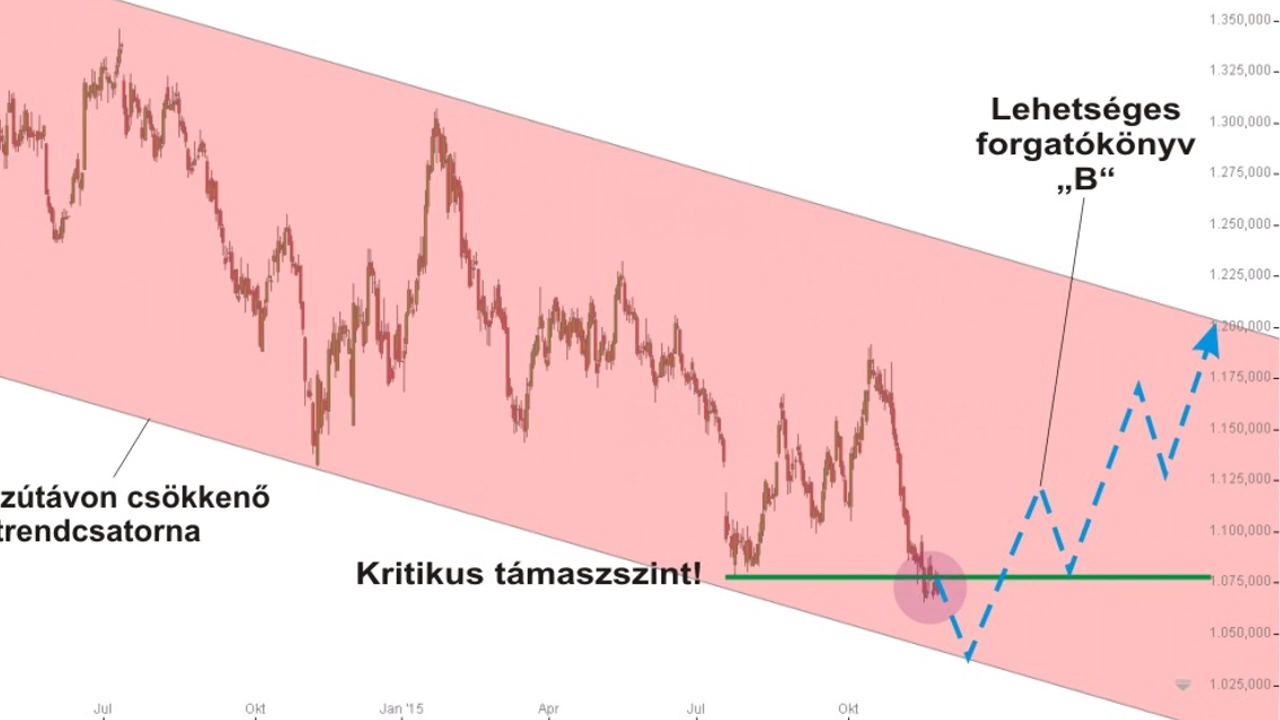 Lehetséges
forgatókönyv
„B“
zútávon csökkenő
trendcsatorna
Kritikus támaszszint!
1.350,000
1.325,000
1.300,000
1.275,000
1.250,000
1.225,000
1.200,000
1.175,000
1.150,000
1.125,000
1.100,000
1.075,000
1.050,000
1.025,000
Jul
Okt
Jan '15
Apr
Jul
Okt